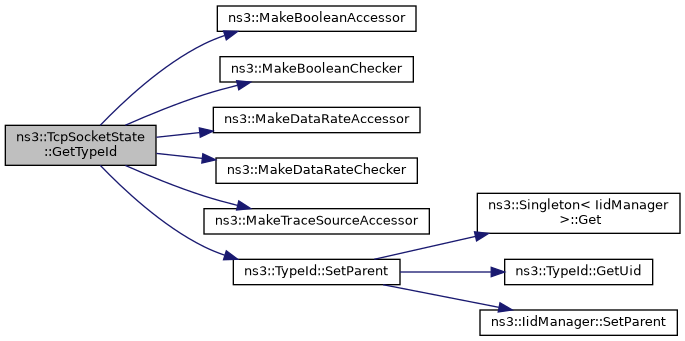 ns3::MakeBooleanAccessor
ns3::MakeBooleanChecker
ns3::MakeDataRateAccessor
ns3::TcpSocketState
::GetTypeId
ns3::MakeDataRateChecker
ns3::MakeTraceSourceAccessor
ns3::Singleton< IidManager
>::Get
ns3::TypeId::SetParent
ns3::TypeId::GetUid
ns3::IidManager::SetParent